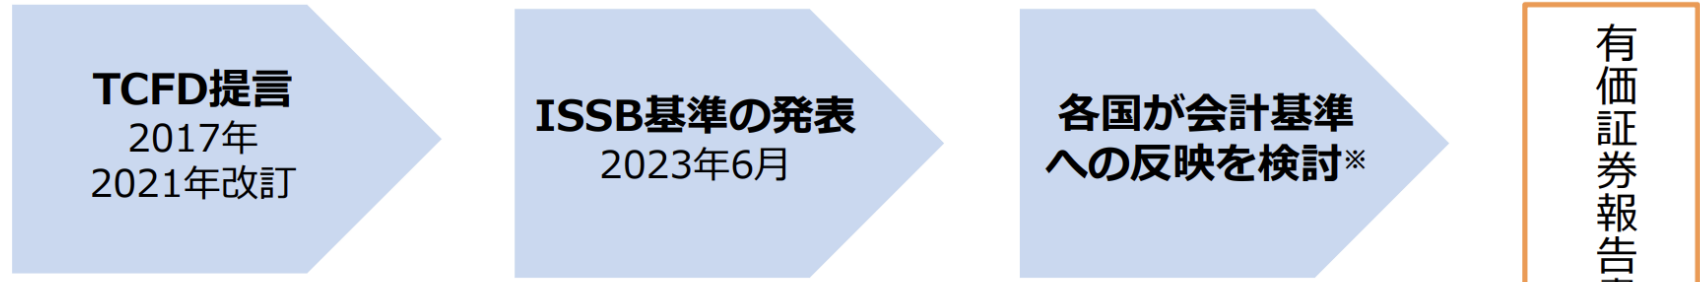 TCFD提言
2017年
2021年改訂
ISSB基準の発表
2023年6月
各国が会計基準
への反映を検討※
有価証券報告